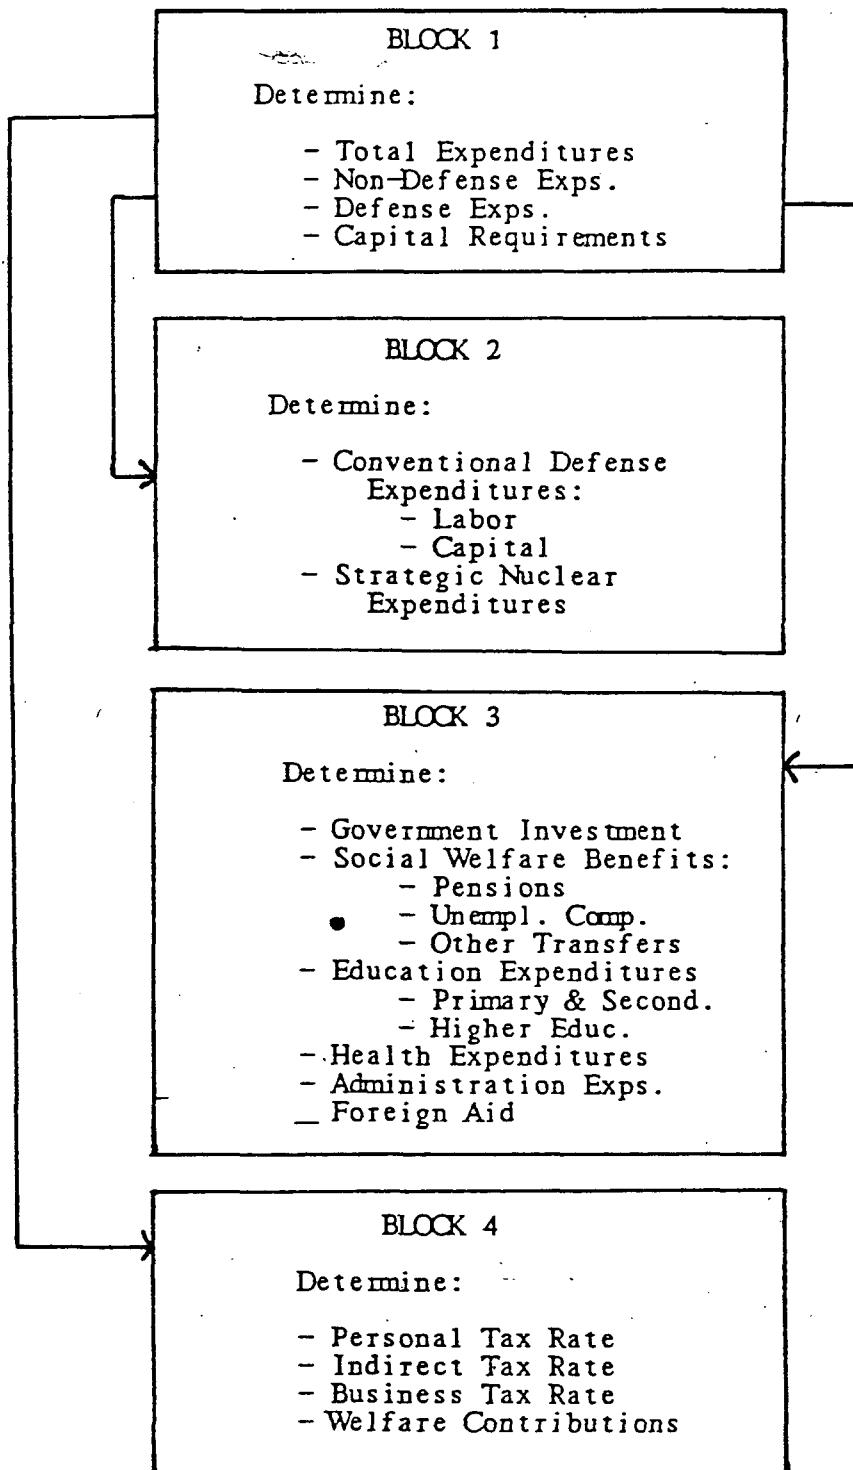 BLOCK 1
Determine:
- Total Expenditures
- Non-Defense Exps.
- Defense Exps.
- Capital Requirements
BLOCK 2
Determine:
- Conventional Defense
Expenditures:
- Labor
- Capital
- Strategic Nuclear
Expenditures
BLOCK 3
Determine:
- Government Investment
- Social Welfare Benefits:
- Pensions
- Unempl. Comp.
- Other Transfers
- Education Expenditures
- Primary & Second.
- Higher Educ.
- Health Expenditures
- Administration Exps.
_ Foreign Aid
BLOCK 4
Determine:
- Personal Tax Rate
- Indirect Tax Rate
- Business Tax Rate
- Welfare Contributions